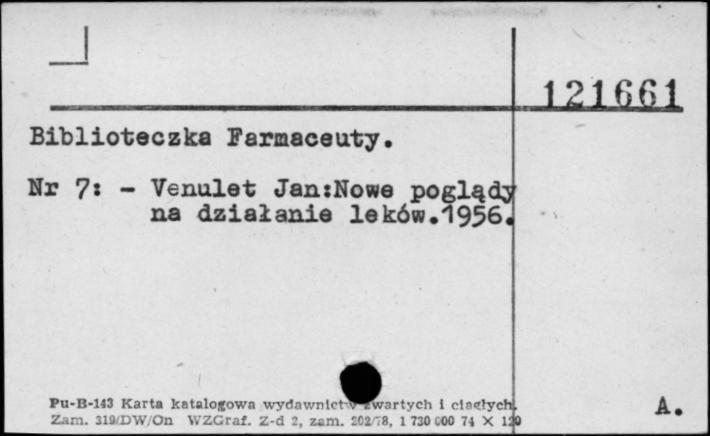 121661
Biblioteczka Farmaceuty.
Nr 7: - Venulet Jan:Nowe poglądy
na działanie leków.1956.
Pu-B-143 Karta katalogowa wydawnictw zwartych i ciągłych.
Zam. 319/DW/On WZGraf. Z-d 2, zam. 202/78, 1 730 000 74 × 120
A.